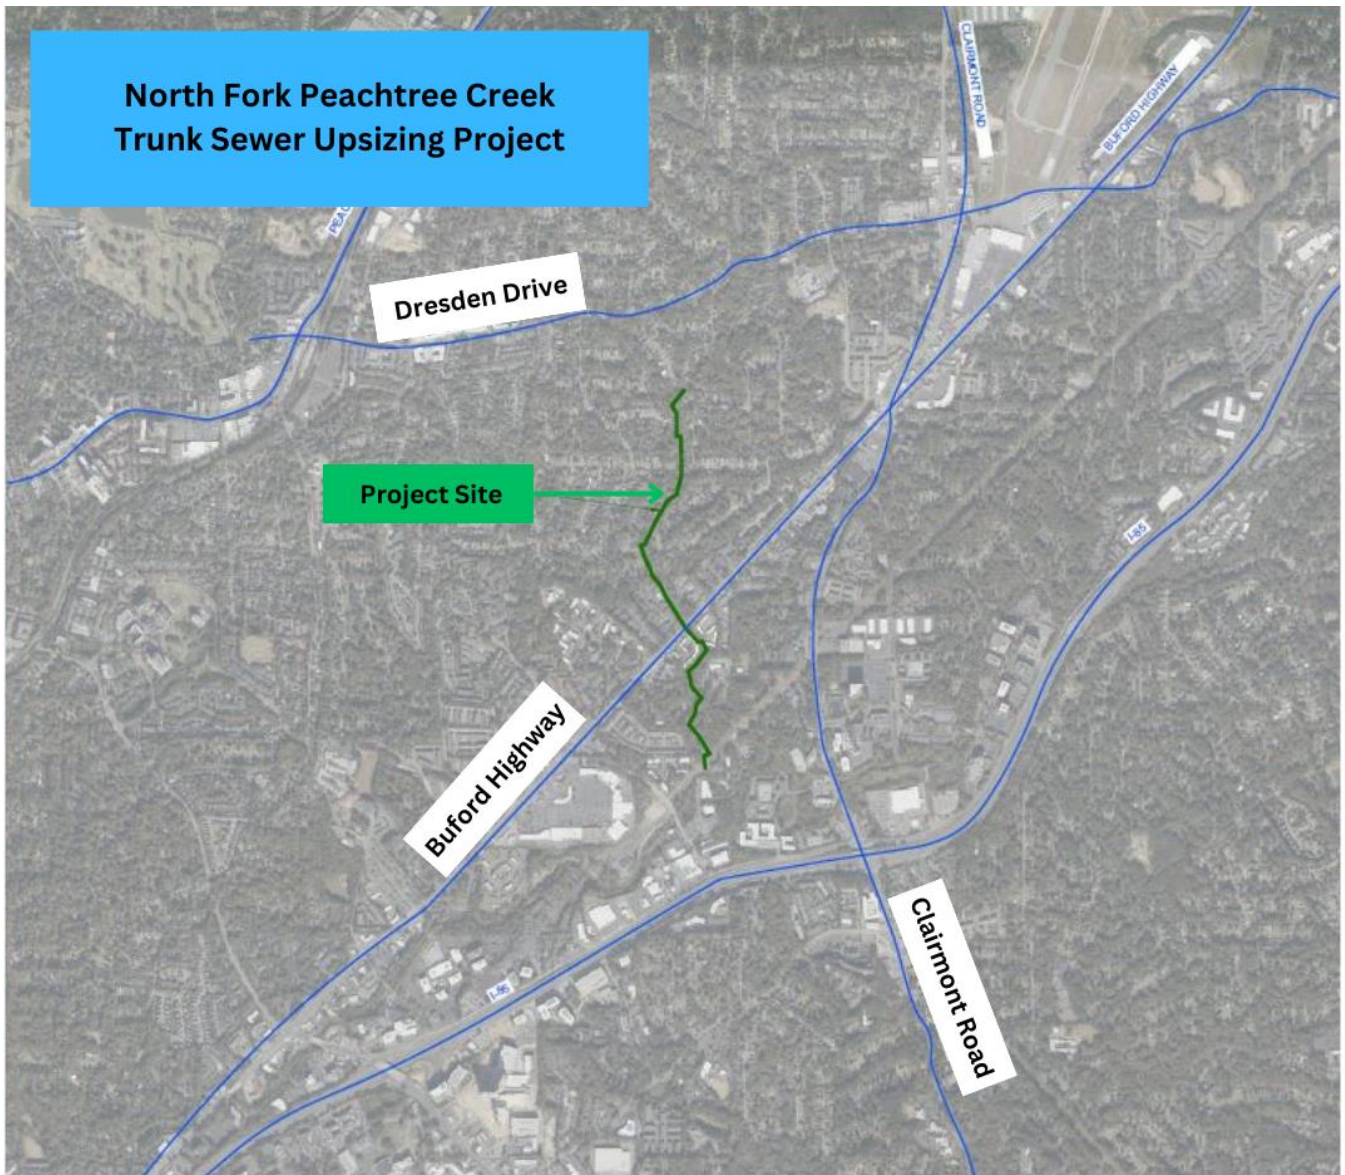 North Fork Peachtree Creek
Trunk Sewer Upsizing Project
CLAIRMONT ROAD
BUFORD HIGHWAY
Dresden Drive
Project Site
I-85
Buford Highway
I-85
Clairmont Road